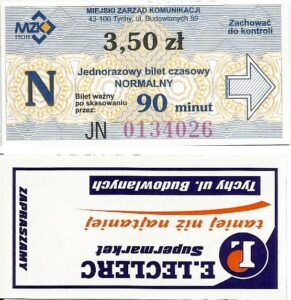 MZK
TYCHY
MIEJSKI ZARZĄD KOMUNIKACJI
43-100 Tychy, ul. Budowlanych 59
Zachować
do kontroli
3,50 zł
Jednorazowy bilet czasowy
NORMALNY
N
Bilet ważny
po skasowaniu
przez:
90 minut
JN 0134026
ZAPRASZAMY
L
E.LECLERC
Supermarket
taniej niż najtaniej
Tychy ul. Budowlanych